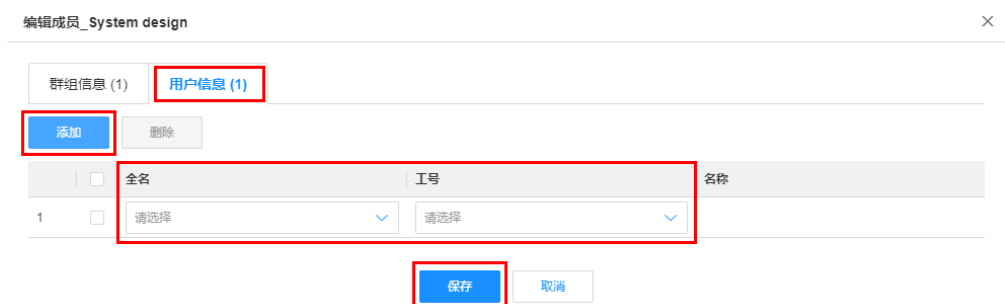 编辑成员_System design
群组信息 (1) 用户信息 (1)
添加 删除
全名 工号 名称
1 请选择 请选择
保存 取消